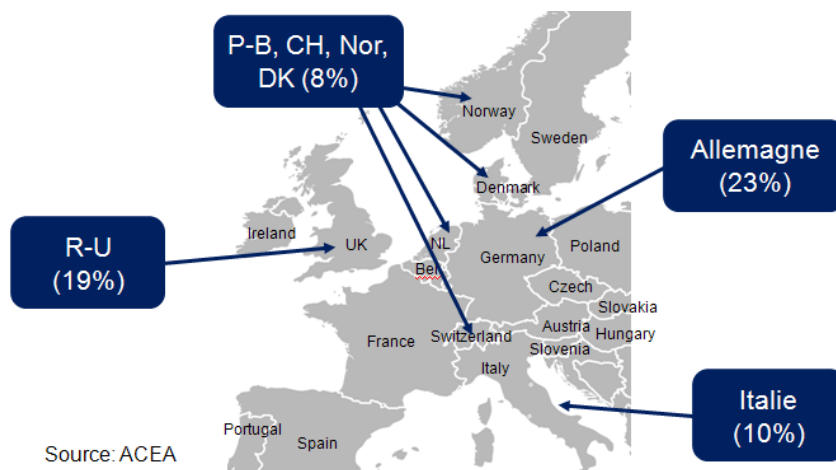 P-B, CH, Nor,
DK (8%)
Norway
Sweden
Allemagne
(23%)
Denmark
Ireland
UK
NL
R-U
(19%)
Germany
Poland
Bel
Czech
Slovakia
France
Switzerland
Austria
Hungary
Slovenia
Italy
Italie
(10%)
Portugal
Spain
Source: ACEA